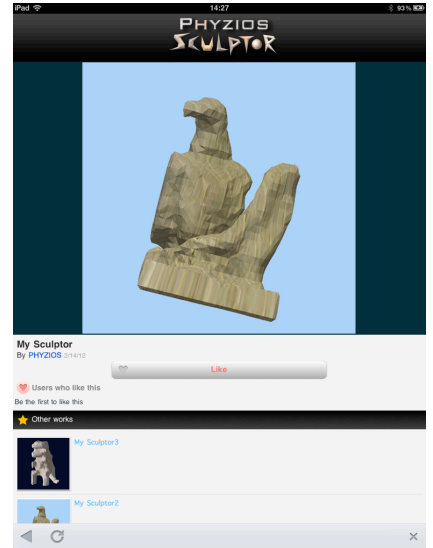 iPad 14:27 93%
PHYZIOS
SCULPTOR
My Sculptor
By PHYZIOS 2/14/12
Like
Users who like this
Be the first to like this
Other works
My Sculptor3
My Sculptor2